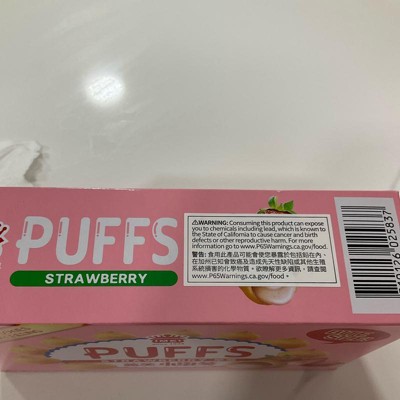 PUFFS
STRAWBERRY
⚠WARNING: Consuming this product can expose
you to chemicals including lead, which is known to
the State of California to cause cancer and birth
defects or other reproductive harm. For more
information go to www.P65Warnings.ca.gov/food.
警告: 食用此產品可能會使您暴露於包括鉛在內、
在加州已知會致癌及造成先天性缺陷或其他生殖
系統損害的化學物質。欲瞭解更多資訊，請查閱
www.P65Warnings.ca.gov/food。
PUFFS
STRAWBERRY